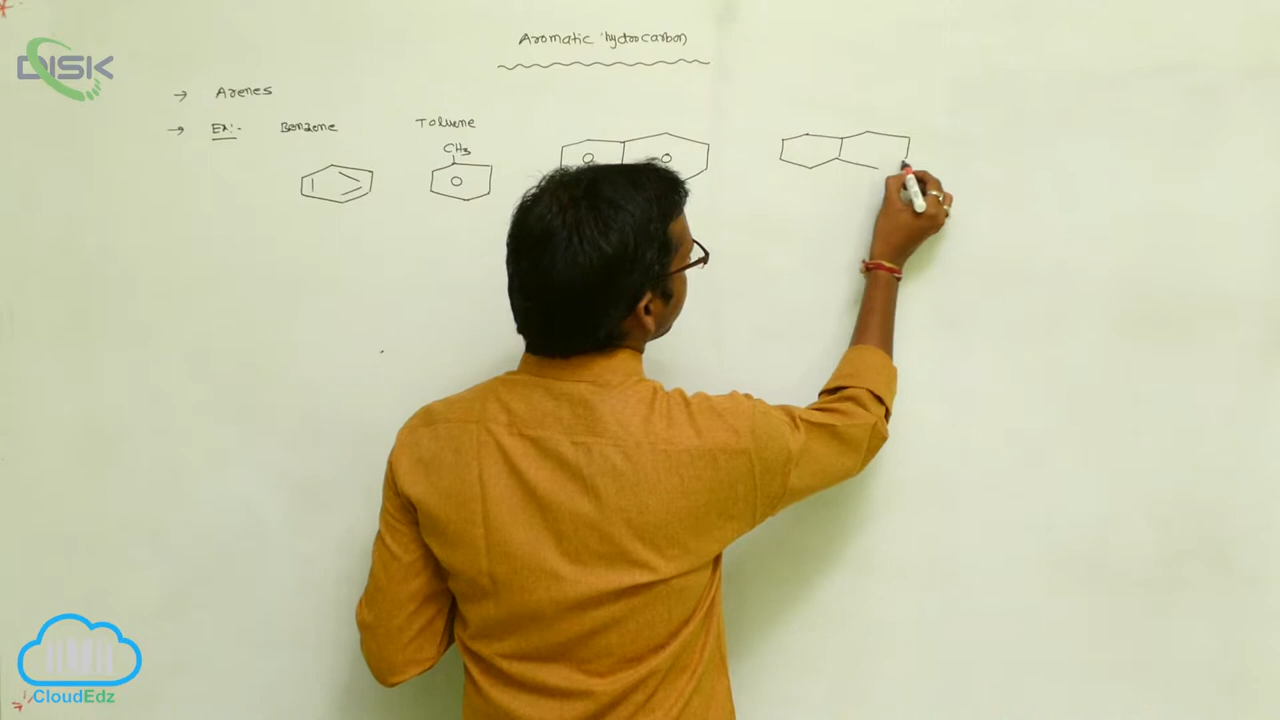 Aromatic hydrocarbon
DISK
→ Arenes
→ Ex:- Benzene Toluene
CH3
CloudEdz